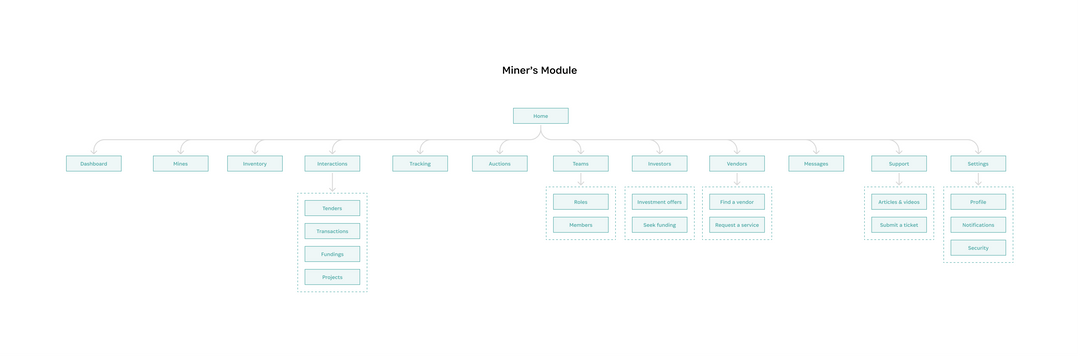 Miner's Module
Home
Dashboard
Mines
Inventory
Interactions
Tracking
Auctions
Teams
Investors
Vendors
Messages
Support
Settings
Tenders
Transactions
Fundings
Projects
Roles
Members
Investment offers
Seek funding
Find a vendor
Request a service
Articles & videos
Submit a ticket
Profile
Notifications
Security